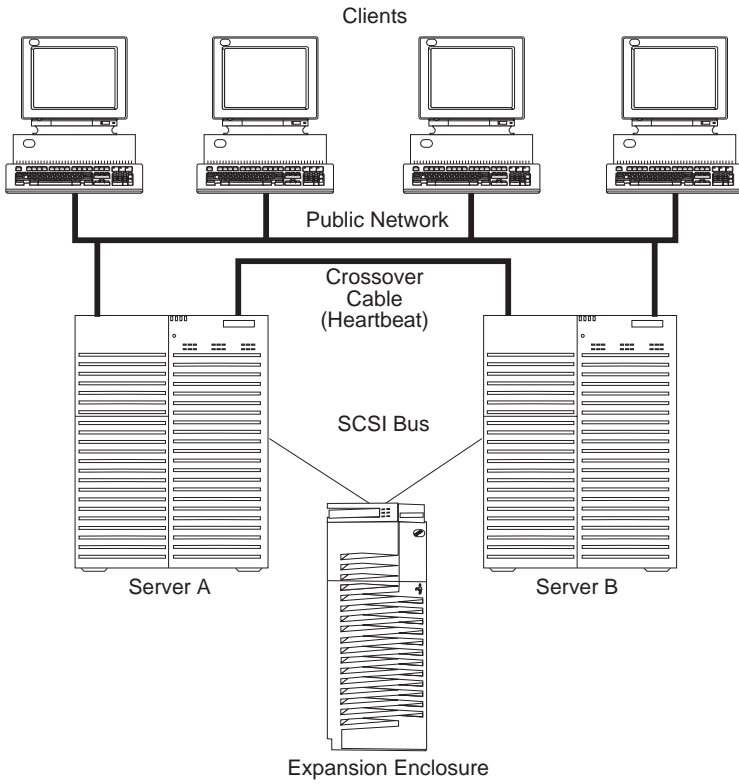 Clients
Public Network
Crossover
Cable
(Heartbeat)
SCSI Bus
Server A
Server B
Expansion Enclosure